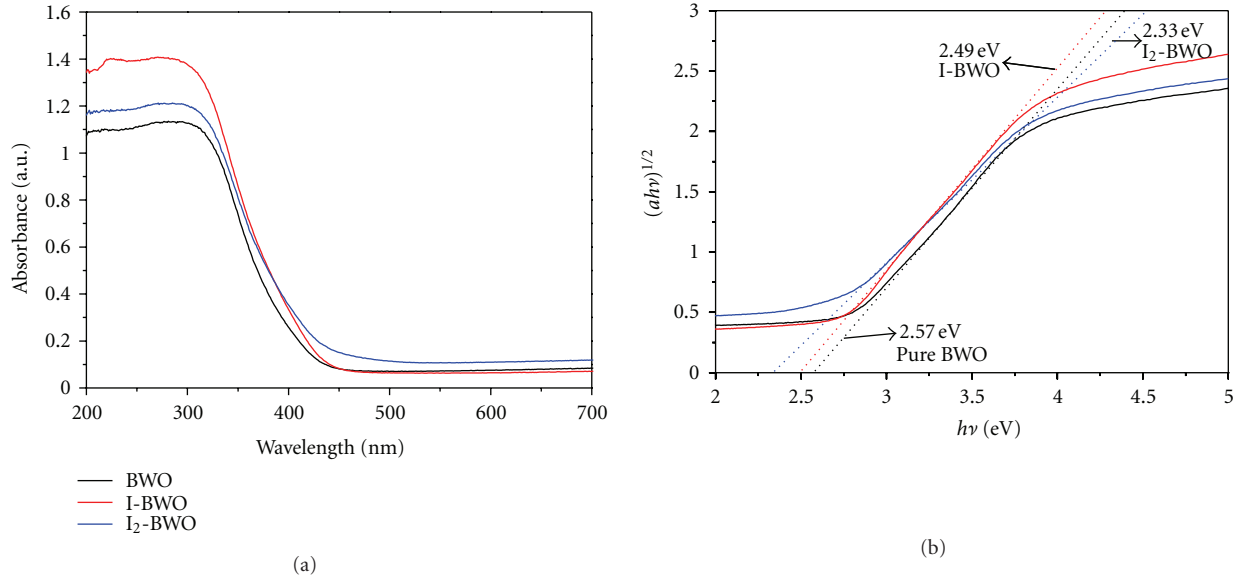 1.6
1.4
1.2
1
0.8
0.6
0.4
0.2
0
Absorbance (a.u.)
200 300 400 500 600 700
Wavelength (nm)
BWO
I-BWO
I₂-BWO
(a)
3
2.5
2
1.5
1
0.5
0
(ahν)^1/2
2.49 eV
I-BWO
2.33 eV
I₂-BWO
2.57 eV
Pure BWO
2 2.5 3 3.5 4 4.5 5
hν (eV)
(b)